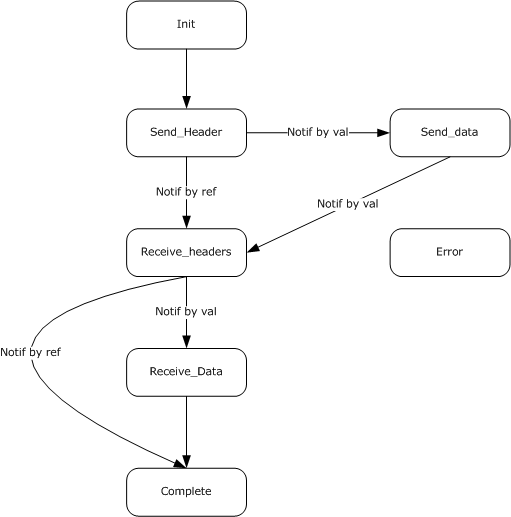 Init
Send_Header
Notif by val
Send_data
Notif by ref
Notif by val
Receive_headers
Error
Notif by val
Notif by ref
Receive_Data
Complete